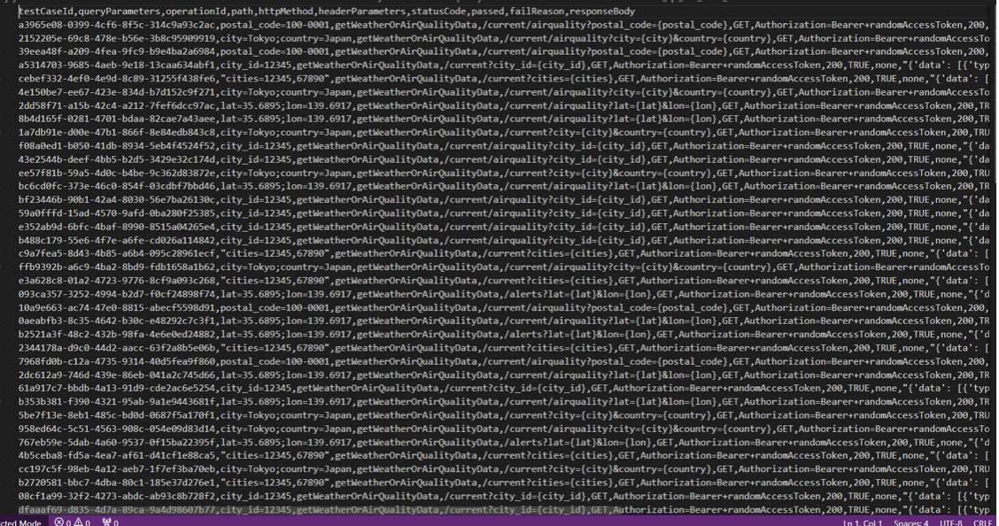 testCaseId,queryParameters,operationId,path,httpMethod,headerParameters,statusCode,passed,failReason,responseBody
a3965e08-0399-4cf6-8f5c-314c9a93c2ac,postal_code=100-0001,getWeatherOrAirQualityData,/current/airquality?postal_code={postal_code},GET,Authorization=Bearer+randomAccessToken,200,
2152205e-69c8-478e-b56e-3b8c95909919,city=Tokyo;country=Japan,getWeatherOrAirQualityData,/current/airquality?city={city}&country={country},GET,Authorization=Bearer+randomAccessTo
39eea48f-a209-4fea-9fc9-b9e4ba2a6984,postal_code=100-0001,getWeatherOrAirQualityData,/current/airquality?postal_code={postal_code},GET,Authorization=Bearer+randomAccessToken,200,
a5314703-9685-4aeb-9e18-13caa634abf1,city_id=12345,getWeatherOrAirQualityData,/current?city_id={city_id},GET,Authorization=Bearer+randomAccessToken,200,TRUE,none,"{'data': [{'typ
cebef332-4ef0-4e9d-8c89-31255f438fe6,"cities=12345,67890",getWeatherOrAirQualityData,/current?cities={cities},GET,Authorization=Bearer+randomAccessToken,200,TRUE,none,"{'data': [
4e150be7-ee67-423e-834d-b7d152c9f271,city=Tokyo;country=Japan,getWeatherOrAirQualityData,/current/airquality?city={city}&country={country},GET,Authorization=Bearer+randomAccessTo
2dd58f71-a15b-42c4-a212-7fef6dcc97ac,lat=35.6895;lon=139.6917,getWeatherOrAirQualityData,/current/airquality?lat={lat}&lon={lon},GET,Authorization=Bearer+randomAccessToken,200,TR
8b4d165f-0281-4701-bdaa-82cae7a43aee,lat=35.6895;lon=139.6917,getWeatherOrAirQualityData,/current/airquality?lat={lat}&lon={lon},GET,Authorization=Bearer+randomAccessToken,200,TR
1a7db91e-d00e-47b1-866f-8e84edb843c8,city=Tokyo;country=Japan,getWeatherOrAirQualityData,/current?city={city}&country={country},GET,Authorization=Bearer+randomAccessToken,200,TRU
f08a0ed1-b050-41db-8934-5eb4f4524f52,city_id=12345,getWeatherOrAirQualityData,/current/airquality?city_id={city_id},GET,Authorization=Bearer+randomAccessToken,200,TRUE,none,"{'da
43e2544b-deef-4bb5-b2d5-3429e32c174d,city_id=12345,getWeatherOrAirQualityData,/current/airquality?city_id={city_id},GET,Authorization=Bearer+randomAccessToken,200,TRUE,none,"{'da
ee57f81b-59a5-4d0c-b4be-9c362d83872e,city=Tokyo;country=Japan,getWeatherOrAirQualityData,/current?city={city}&country={country},GET,Authorization=Bearer+randomAccessToken,200,TRU
bc6cd0fc-373e-46c0-854f-03cdbf7bbd46,lat=35.6895;lon=139.6917,getWeatherOrAirQualityData,/current/airquality?lat={lat}&lon={lon},GET,Authorization=Bearer+randomAccessToken,200,TR
bf23446b-90b1-42a4-8030-56e7ba26130c,city_id=12345,getWeatherOrAirQualityData,/current/airquality?city_id={city_id},GET,Authorization=Bearer+randomAccessToken,200,TRUE,none,"{'da
59a0fffd-15ad-4570-9afd-0ba280f25385,city_id=12345,getWeatherOrAirQualityData,/current/airquality?city_id={city_id},GET,Authorization=Bearer+randomAccessToken,200,TRUE,none,"{'da
e352ab9d-6bfc-4baf-8990-8515a04265e4,city_id=12345,getWeatherOrAirQualityData,/current/airquality?city_id={city_id},GET,Authorization=Bearer+randomAccessToken,200,TRUE,none,"{'da
b488c179-55e6-4f7e-a6fe-cd026a114842,city_id=12345,getWeatherOrAirQualityData,/current/airquality?city_id={city_id},GET,Authorization=Bearer+randomAccessToken,200,TRUE,none,"{'da
c9a7fea5-8d43-4b85-a6b4-095c28961ecf,"cities=12345,67890",getWeatherOrAirQualityData,/current?cities={cities},GET,Authorization=Bearer+randomAccessToken,200,TRUE,none,"{'data': [
ffb9392b-a6c9-4ba2-8bd9-fdb1658a1b62,city=Tokyo;country=Japan,getWeatherOrAirQualityData,/current/airquality?city={city}&country={country},GET,Authorization=Bearer+randomAccessTo
e3a628c8-01a2-4723-9776-8cf9a093c268,"cities=12345,67890",getWeatherOrAirQualityData,/current?cities={cities},GET,Authorization=Bearer+randomAccessToken,200,TRUE,none,"{'data': [
093ca357-3252-4994-b2d7-f0cf24898f74,lat=35.6895;lon=139.6917,getWeatherOrAirQualityData,/alerts?lat={lat}&lon={lon},GET,Authorization=Bearer+randomAccessToken,200,TRUE,none,"{'d
10a9e663-ac74-47e0-8815-abecf5598d91,postal_code=100-0001,getWeatherOrAirQualityData,/current/airquality?postal_code={postal_code},GET,Authorization=Bearer+randomAccessToken,200,
0aeabfb3-8c35-4642-b30c-e48292c7c3f1,lat=35.6895;lon=139.6917,getWeatherOrAirQualityData,/current/airquality?lat={lat}&lon={lon},GET,Authorization=Bearer+randomAccessToken,200,TR
b2521a3f-48c2-432b-98fa-4e6e0ed24882,lat=35.6895;lon=139.6917,getWeatherOrAirQualityData,/alerts?lat={lat}&lon={lon},GET,Authorization=Bearer+randomAccessToken,200,TRUE,none,"{'d
2344178a-d9c0-44d2-aacc-63f2a8b5e06b,"cities=12345,67890",getWeatherOrAirQualityData,/current?cities={cities},GET,Authorization=Bearer+randomAccessToken,200,TRUE,none,"{'data': [
7968fd0b-c12a-4735-9314-40d5fea9f860,postal_code=100-0001,getWeatherOrAirQualityData,/current/airquality?postal_code={postal_code},GET,Authorization=Bearer+randomAccessToken,200,
2dc612a9-746d-439e-86eb-041a2c745d66,lat=35.6895;lon=139.6917,getWeatherOrAirQualityData,/current/airquality?lat={lat}&lon={lon},GET,Authorization=Bearer+randomAccessToken,200,TR
61a917c7-bbdb-4a13-91d9-cde2ac6e5254,city_id=12345,getWeatherOrAirQualityData,/current?city_id={city_id},GET,Authorization=Bearer+randomAccessToken,200,TRUE,none,"{'data': [{'typ
b353b381-f390-4321-95ab-9a1e9443681f,lat=35.6895;lon=139.6917,getWeatherOrAirQualityData,/current/airquality?lat={lat}&lon={lon},GET,Authorization=Bearer+randomAccessToken,200,TR
5be7f13e-8eb1-485c-bd0d-0687f5a170f1,city=Tokyo;country=Japan,getWeatherOrAirQualityData,/current?city={city}&country={country},GET,Authorization=Bearer+randomAccessToken,200,TRU
958ed64c-5c51-4563-908c-054e09d83d14,city=Tokyo;country=Japan,getWeatherOrAirQualityData,/current?city={city}&country={country},GET,Authorization=Bearer+randomAccessToken,200,TRU
767eb59e-5dab-4a60-9537-0f15ba22395f,lat=35.6895;lon=139.6917,getWeatherOrAirQualityData,/alerts?lat={lat}&lon={lon},GET,Authorization=Bearer+randomAccessToken,200,TRUE,none,"{'d
4b5ceba8-fd5a-4ea7-af61-d41cf1e88ca5,"cities=12345,67890",getWeatherOrAirQualityData,/current?cities={cities},GET,Authorization=Bearer+randomAccessToken,200,TRUE,none,"{'data': [
cc197c5f-98eb-4a12-aeb7-1f7ef3ba70eb,city=Tokyo;country=Japan,getWeatherOrAirQualityData,/current?city={city}&country={country},GET,Authorization=Bearer+randomAccessToken,200,TRU
b2720581-bbc7-4dba-80c1-185e37d276e1,"cities=12345,67890",getWeatherOrAirQualityData,/current?cities={cities},GET,Authorization=Bearer+randomAccessToken,200,TRUE,none,"{'data': [
08cf1a99-32f2-4273-abdc-ab93c8b728f2,city_id=12345,getWeatherOrAirQualityData,/current?city_id={city_id},GET,Authorization=Bearer+randomAccessToken,200,TRUE,none,"{'data': [{'typ
dfaaaf69-d835-4d7a-89ca-9a4d98607b77,city_id=12345,getWeatherOrAirQualityData,/current?city_id={city_id},GET,Authorization=Bearer+randomAccessToken,200,TRUE,none,"{'data': [{'typ
cted Mode 0 0 0 Ln 1, Col 1 Spaces: 4 UTF-8 CRLF